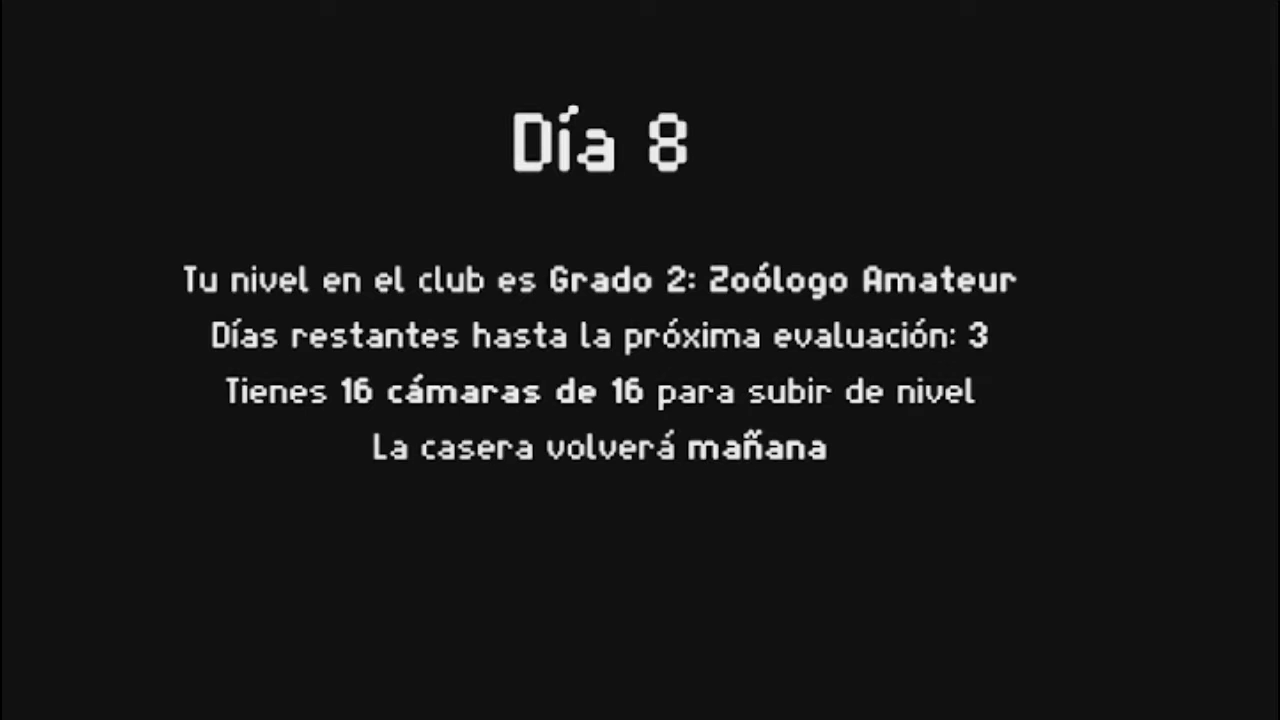 Día 8
Tu nivel en el club es Grado 2: Zoólogo Amateur
Días restantes hasta la próxima evaluación: 3
Tienes 16 cámaras de 16 para subir de nivel
La casera volverá mañana